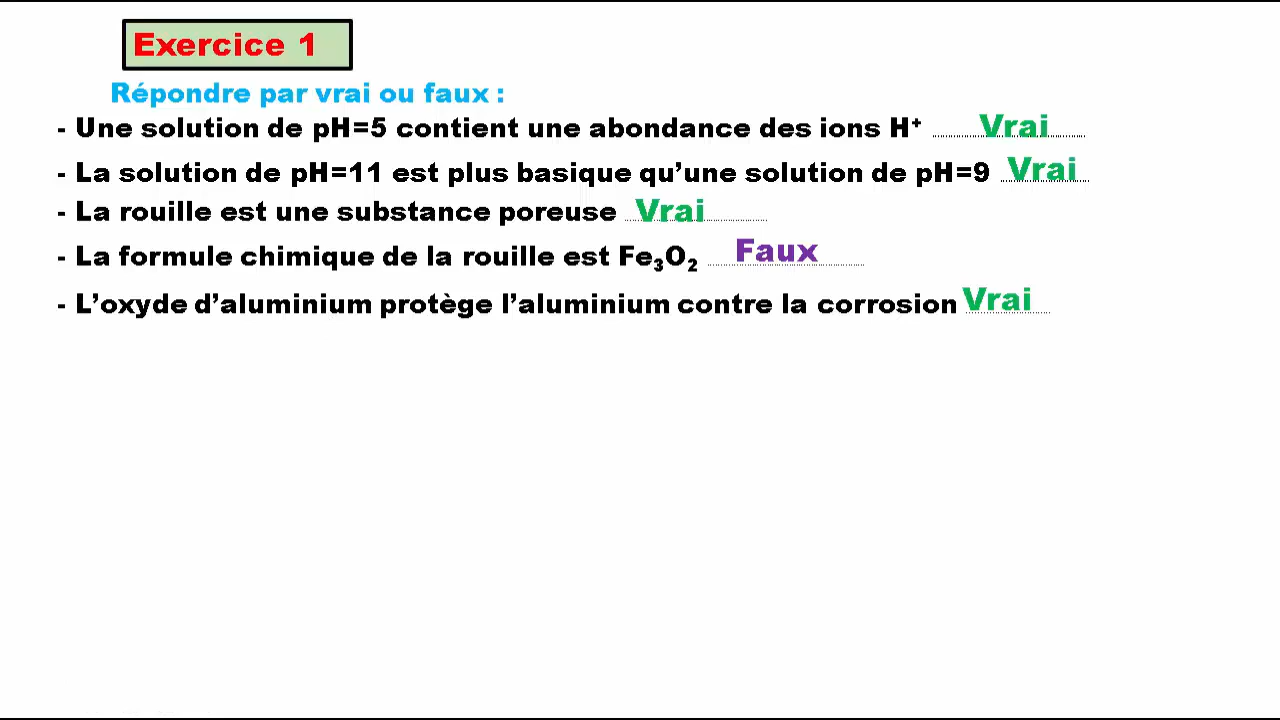 Exercice 1
Répondre par vrai ou faux :
- Une solution de pH=5 contient une abondance des ions H⁺ Vrai
- La solution de pH=11 est plus basique qu’une solution de pH=9 Vrai
- La rouille est une substance poreuse Vrai
- La formule chimique de la rouille est Fe₃O₂ Faux
- L’oxyde d’aluminium protège l’aluminium contre la corrosion Vrai